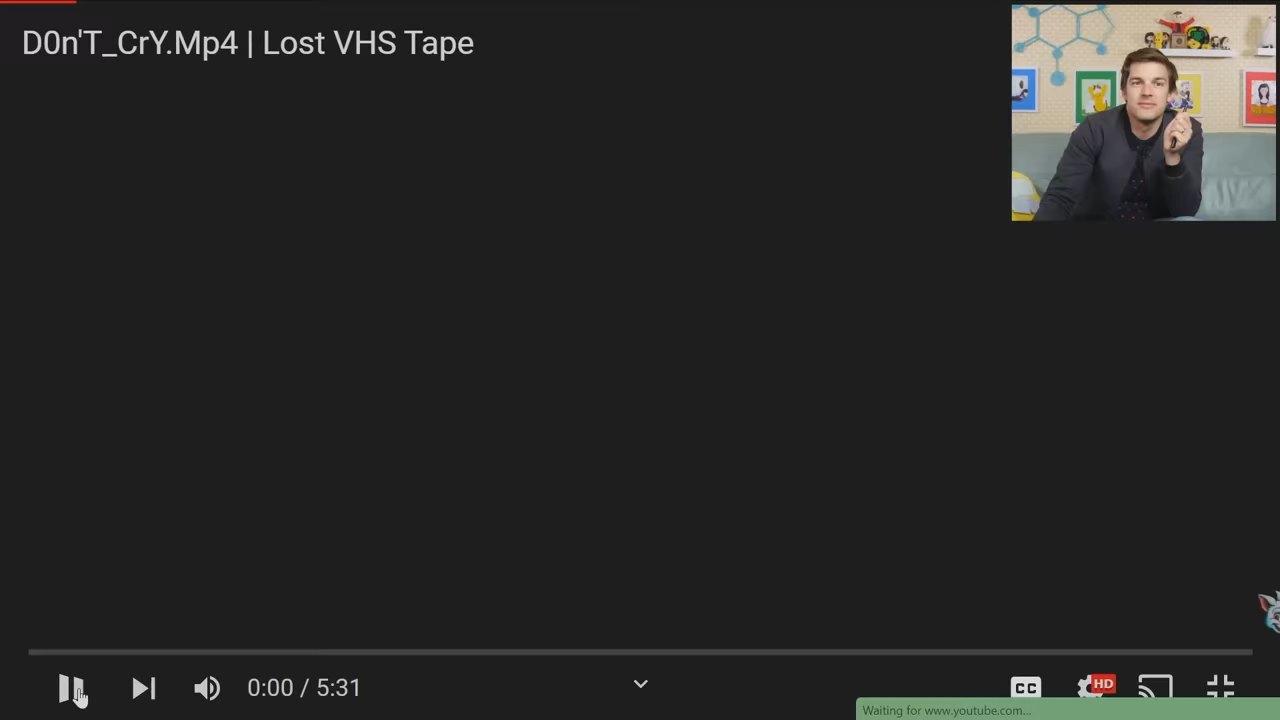 D0n'T_CrY.Mp4 | Lost VHS Tape
0:00 / 5:31
CC
HD
Waiting for www.youtube.com...